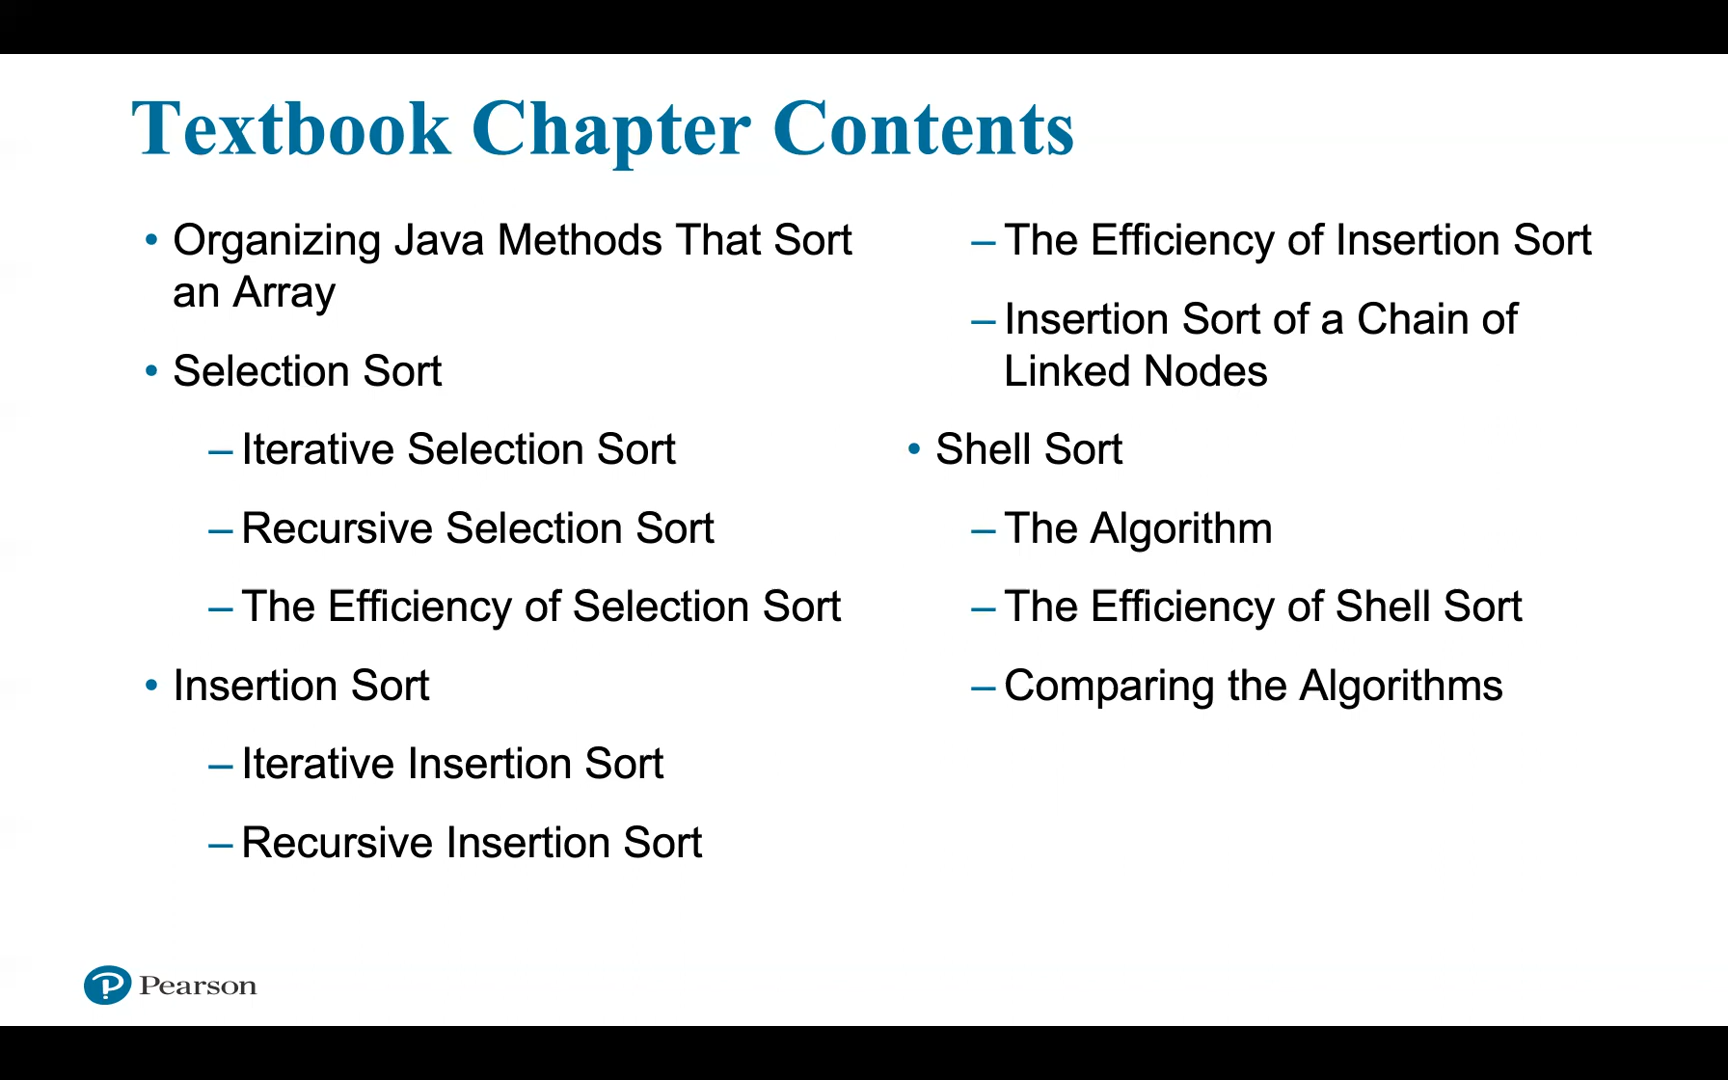 Textbook Chapter Contents
• Organizing Java Methods That Sort
an Array
• Selection Sort
– Iterative Selection Sort
– Recursive Selection Sort
– The Efficiency of Selection Sort
• Insertion Sort
– Iterative Insertion Sort
– Recursive Insertion Sort
– The Efficiency of Insertion Sort
– Insertion Sort of a Chain of
Linked Nodes
• Shell Sort
– The Algorithm
– The Efficiency of Shell Sort
– Comparing the Algorithms
Pearson